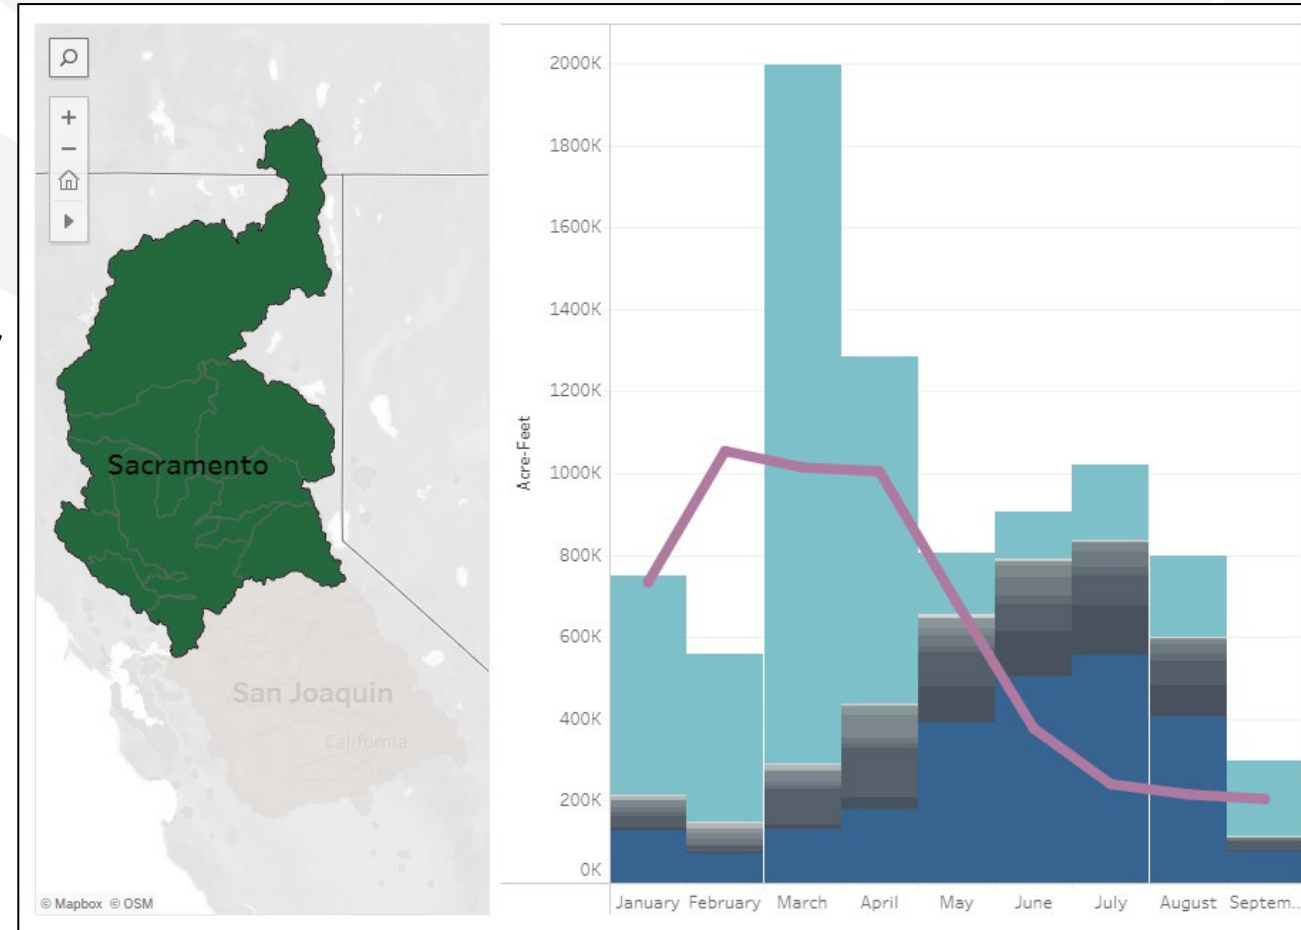 Sacramento
San Joaquin
California
© Mapbox © OSM
Acre-Feet
2000K
1800K
1600K
1400K
1200K
1000K
800K
600K
400K
200K
0K
January February March April May June July August Septem..